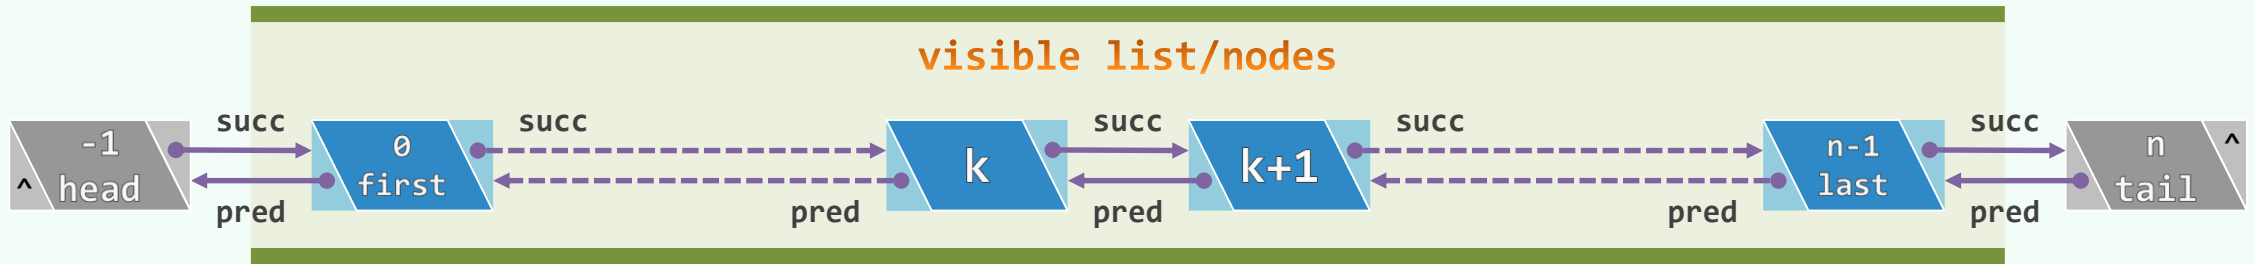 visible list/nodes
succ succ succ succ succ
-1 0 k k+1 n-1 n ^
^ head first last tail
pred pred pred pred pred